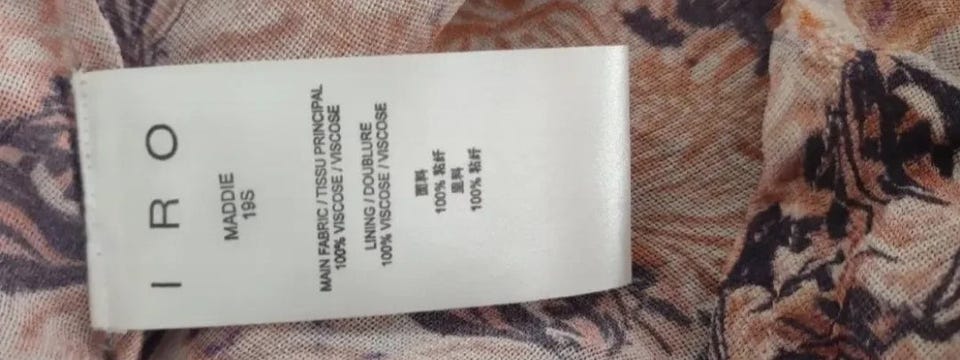 IRO
MADDIE
19S
MAIN FABRIC / TISSU PRINCIPAL
100% VISCOSE / VISCOSE
LINING / DOUBLURE
100% VISCOSE / VISCOSE
面料
100% 粘纤
里料
100% 粘纤